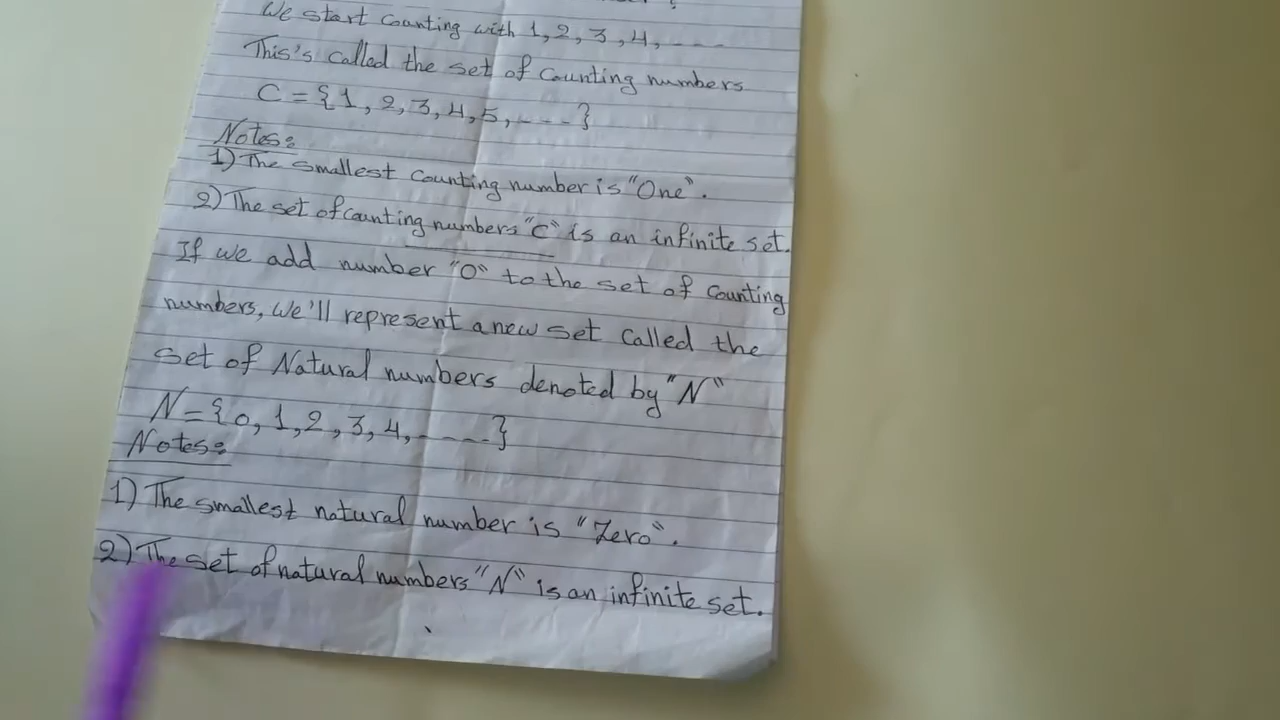 We start Counting with 1, 2, 3, 4, ----
This's called the set of Counting numbers
C = {1, 2, 3, 4, 5, ----}
Notes:
1) The smallest Counting number is "One".
2) The set of counting numbers "C" is an infinite set.
If we add number "0" to the set of Counting
numbers, We'll represent a new set called the
set of Natural numbers denoted by "N"
N = {0, 1, 2, 3, 4, -----}
Notes:
1) The smallest natural number is "Zero".
2) The set of natural numbers "N" is an infinite set.